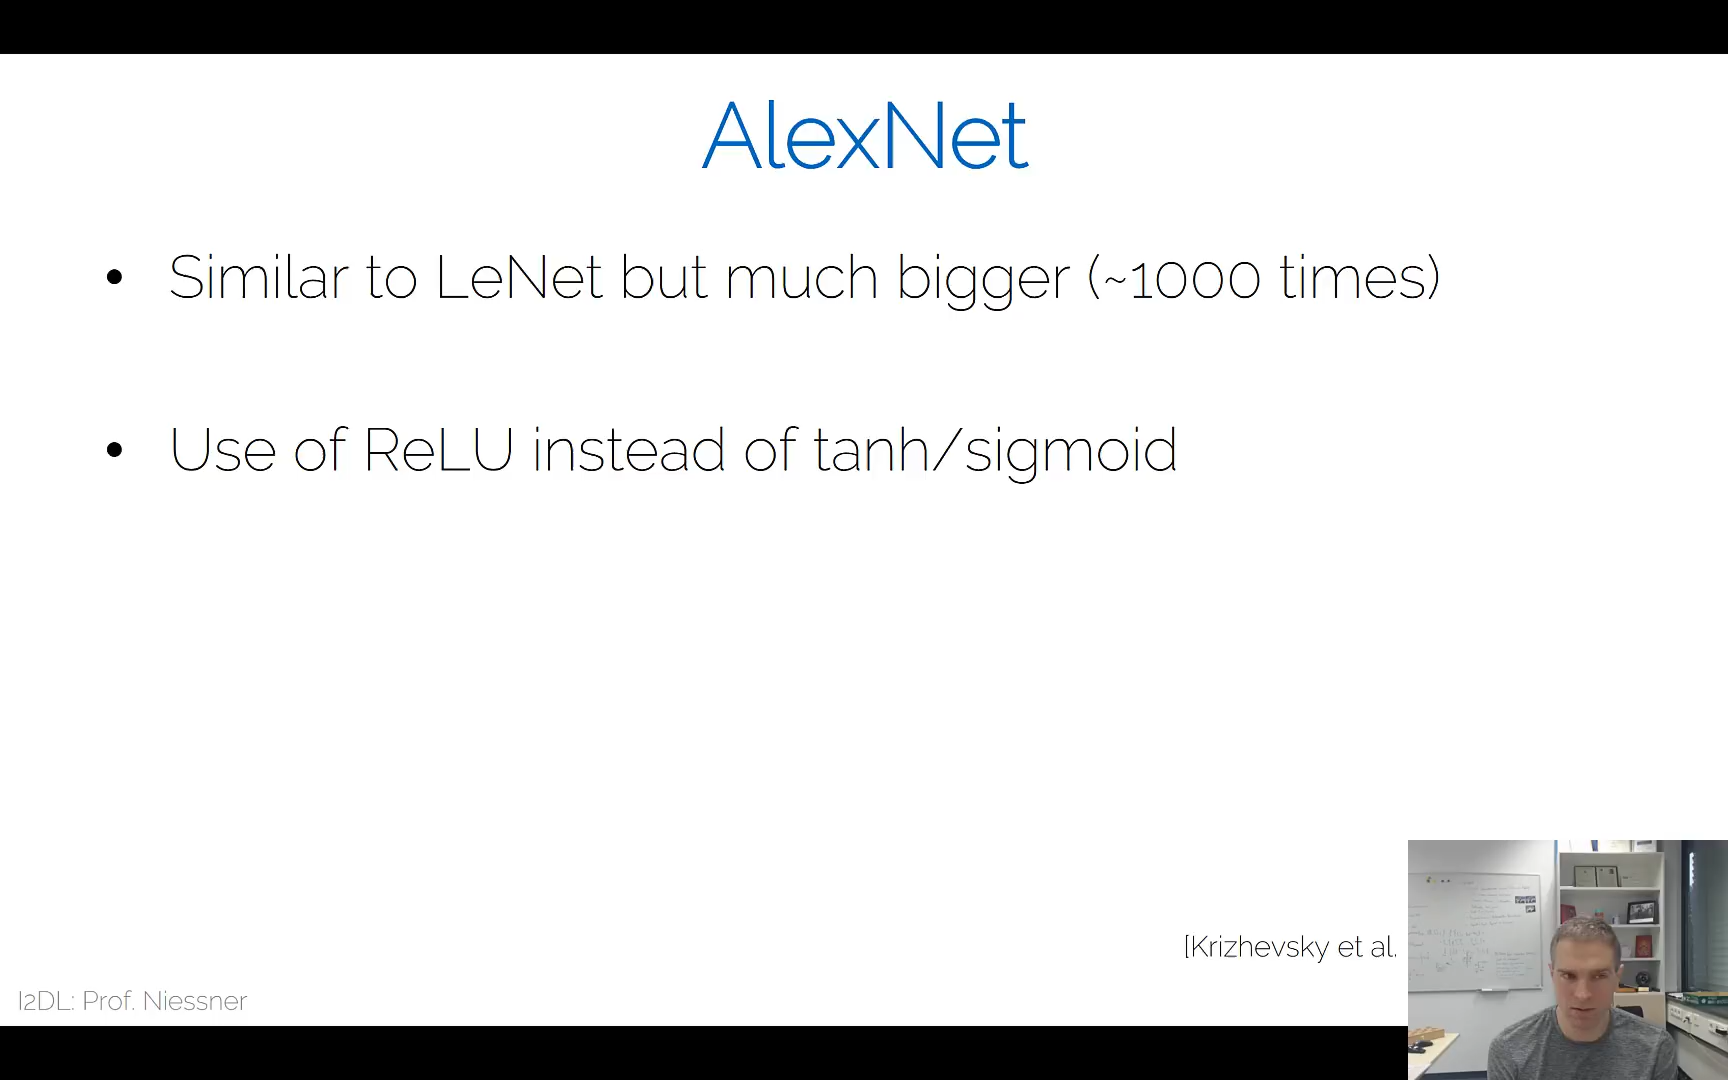 AlexNet
• Similar to LeNet but much bigger (~1000 times)
• Use of ReLU instead of tanh/sigmoid
[Krizhevsky et al.
I2DL: Prof. Niessner